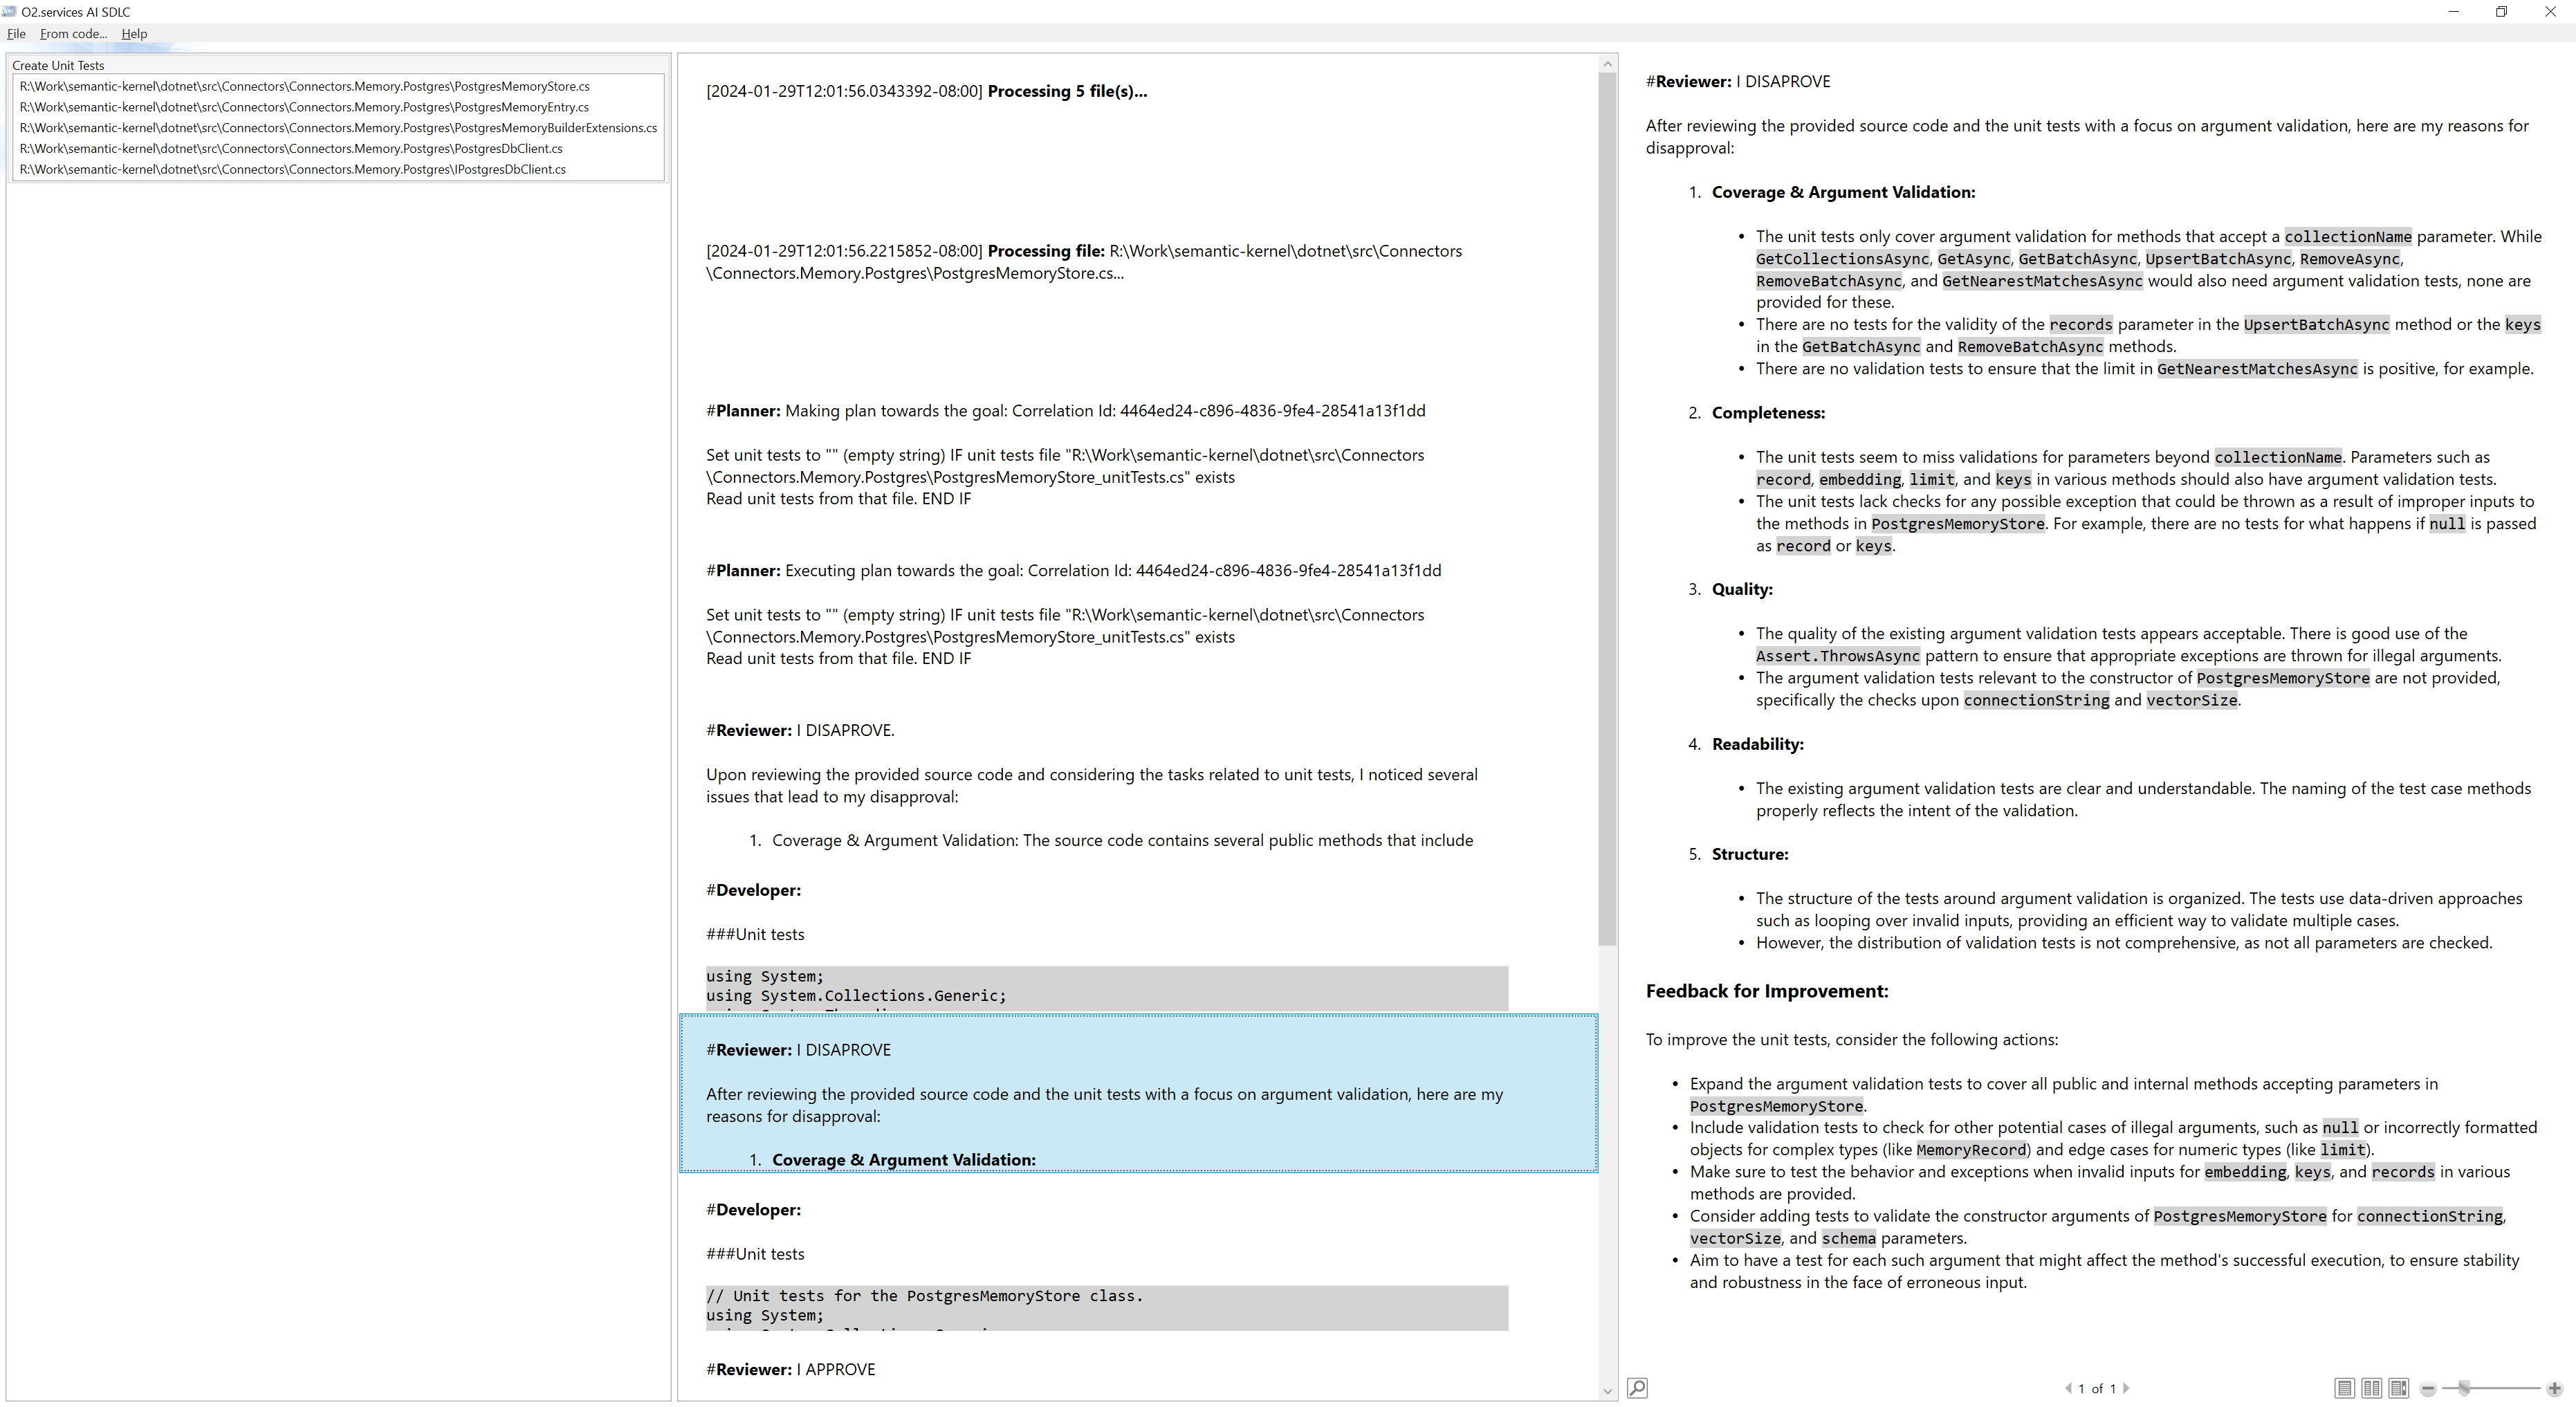 O2.services AI SDLC
File From code... Help
Create Unit Tests
R:\Work\semantic-kernel\dotnet\src\Connectors\Connectors.Memory.Postgres\PostgresMemoryStore.cs
R:\Work\semantic-kernel\dotnet\src\Connectors\Connectors.Memory.Postgres\PostgresMemoryEntry.cs
R:\Work\semantic-kernel\dotnet\src\Connectors\Connectors.Memory.Postgres\PostgresMemoryBuilderExtensions.cs
R:\Work\semantic-kernel\dotnet\src\Connectors\Connectors.Memory.Postgres\PostgresDbClient.cs
R:\Work\semantic-kernel\dotnet\src\Connectors\Connectors.Memory.Postgres\IPostgresDbClient.cs
[2024-01-29T12:01:56.0343392-08:00] Processing 5 file(s)...
[2024-01-29T12:01:56.2215852-08:00] Processing file: R:\Work\semantic-kernel\dotnet\src\Connectors
\Connectors.Memory.Postgres\PostgresMemoryStore.cs...
#Planner: Making plan towards the goal: Correlation Id: 4464ed24-c896-4836-9fe4-28541a13f1dd
Set unit tests to "" (empty string) IF unit tests file "R:\Work\semantic-kernel\dotnet\src\Connectors
\Connectors.Memory.Postgres\PostgresMemoryStore_unitTests.cs" exists
Read unit tests from that file. END IF
#Planner: Executing plan towards the goal: Correlation Id: 4464ed24-c896-4836-9fe4-28541a13f1dd
Set unit tests to "" (empty string) IF unit tests file "R:\Work\semantic-kernel\dotnet\src\Connectors
\Connectors.Memory.Postgres\PostgresMemoryStore_unitTests.cs" exists
Read unit tests from that file. END IF
#Reviewer: I DISAPROVE.
Upon reviewing the provided source code and considering the tasks related to unit tests, I noticed several
issues that lead to my disapproval:
1. Coverage & Argument Validation: The source code contains several public methods that include
#Developer:
###Unit tests
using System;
using System.Collections.Generic;
#Reviewer: I DISAPROVE
After reviewing the provided source code and the unit tests with a focus on argument validation, here are my
reasons for disapproval:
1. Coverage & Argument Validation:
#Developer:
###Unit tests
// Unit tests for the PostgresMemoryStore class.
using System;
#Reviewer: I APPROVE
#Reviewer: I DISAPROVE
After reviewing the provided source code and the unit tests with a focus on argument validation, here are my reasons for
disapproval:
1. Coverage & Argument Validation:
• The unit tests only cover argument validation for methods that accept a collectionName parameter. While
GetCollectionsAsync, GetAsync, GetBatchAsync, UpsertBatchAsync, RemoveAsync,
RemoveBatchAsync, and GetNearestMatchesAsync would also need argument validation tests, none are
provided for these.
• There are no tests for the validity of the records parameter in the UpsertBatchAsync method or the keys
in the GetBatchAsync and RemoveBatchAsync methods.
• There are no validation tests to ensure that the limit in GetNearestMatchesAsync is positive, for example.
2. Completeness:
• The unit tests seem to miss validations for parameters beyond collectionName. Parameters such as
record, embedding, limit, and keys in various methods should also have argument validation tests.
• The unit tests lack checks for any possible exception that could be thrown as a result of improper inputs to
the methods in PostgresMemoryStore. For example, there are no tests for what happens if null is passed
as record or keys.
3. Quality:
• The quality of the existing argument validation tests appears acceptable. There is good use of the
Assert.ThrowsAsync pattern to ensure that appropriate exceptions are thrown for illegal arguments.
• The argument validation tests relevant to the constructor of PostgresMemoryStore are not provided,
specifically the checks upon connectionString and vectorSize.
4. Readability:
• The existing argument validation tests are clear and understandable. The naming of the test case methods
properly reflects the intent of the validation.
5. Structure:
• The structure of the tests around argument validation is organized. The tests use data-driven approaches
such as looping over invalid inputs, providing an efficient way to validate multiple cases.
• However, the distribution of validation tests is not comprehensive, as not all parameters are checked.
Feedback for Improvement:
To improve the unit tests, consider the following actions:
• Expand the argument validation tests to cover all public and internal methods accepting parameters in
PostgresMemoryStore.
• Include validation tests to check for other potential cases of illegal arguments, such as null or incorrectly formatted
objects for complex types (like MemoryRecord) and edge cases for numeric types (like limit).
• Make sure to test the behavior and exceptions when invalid inputs for embedding, keys, and records in various
methods are provided.
• Consider adding tests to validate the constructor arguments of PostgresMemoryStore for connectionString,
vectorSize, and schema parameters.
• Aim to have a test for each such argument that might affect the method's successful execution, to ensure stability
and robustness in the face of erroneous input.
1 of 1